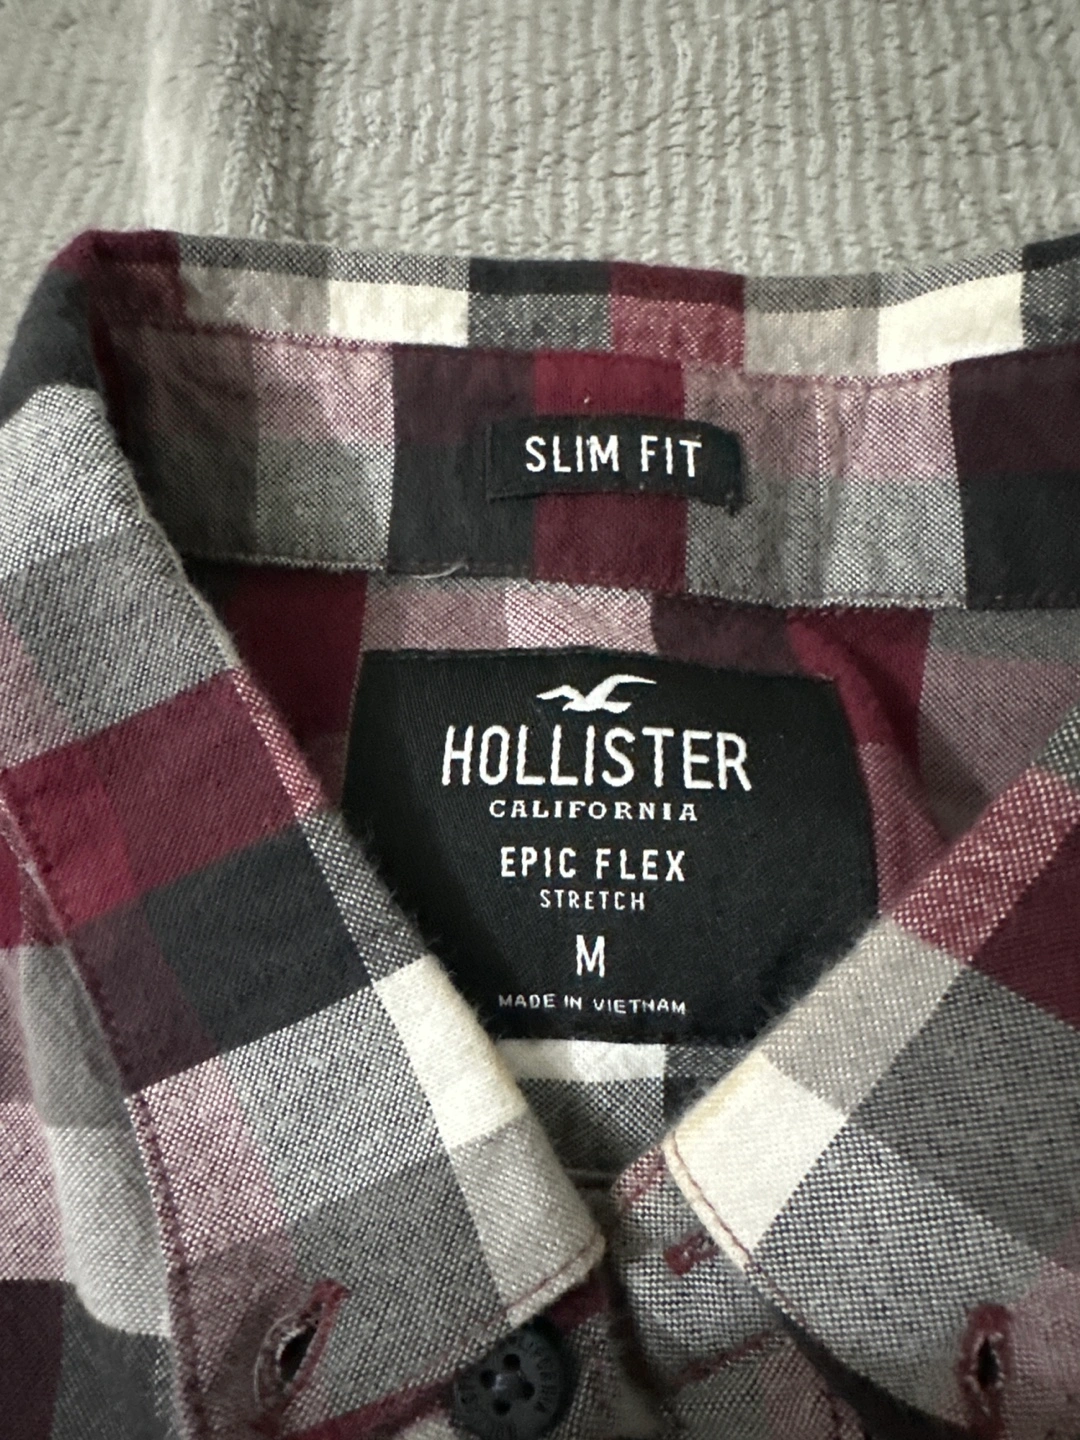 SLIM FIT
HOLLISTER
CALIFORNIA
EPIC FLEX
STRETCH
M
MADE IN VIETNAM